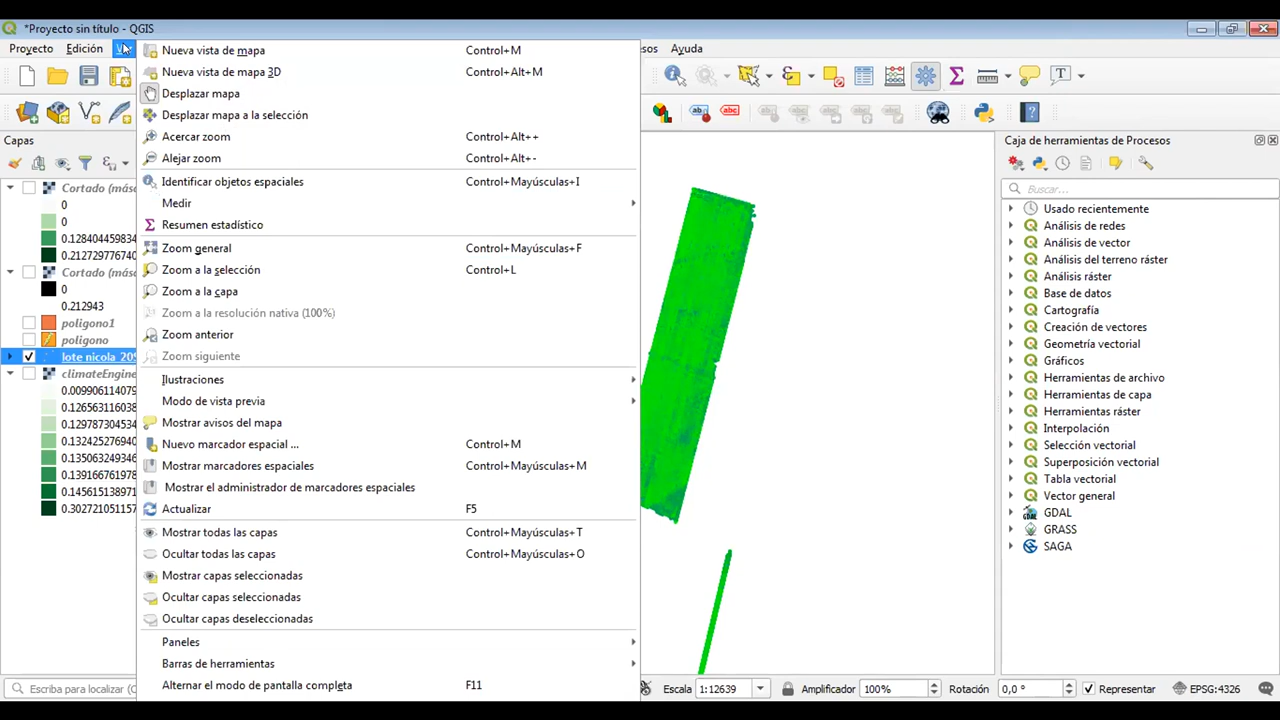 *Proyecto sin título - QGIS
Proyecto Edición Ayuda
Nueva vista de mapa Control+M
Nueva vista de mapa 3D Control+Alt+M
Desplazar mapa
Desplazar mapa a la selección
Acercar zoom Control+Alt++
Alejar zoom Control+Alt+-
Identificar objetos espaciales Control+Mayúsculas+I
Medir
Resumen estadístico
Zoom general Control+Mayúsculas+F
Zoom a la selección Control+L
Zoom a la capa
Zoom a la resolución nativa (100%)
Zoom anterior
Zoom siguiente
Ilustraciones
Modo de vista previa
Mostrar avisos del mapa
Nuevo marcador espacial ... Control+M
Mostrar marcadores espaciales Control+Mayúsculas+M
Mostrar el administrador de marcadores espaciales
Actualizar F5
Mostrar todas las capas Control+Mayúsculas+T
Ocultar todas las capas Control+Mayúsculas+O
Mostrar capas seleccionadas
Ocultar capas seleccionadas
Ocultar capas deseleccionadas
Paneles
Barras de herramientas
Alternar el modo de pantalla completa F11
Capas
Cortado (másc
0
0
0.128404459834
0.212729776740
Cortado (másc
0
0.212943
poligono1
poligono
lote nicola_209
climateEngine
0.009906114079
0.126563116038
0.129787304534
0.132425276940
0.135063249346
0.139166761978
0.145615138971
0.302721051157
Caja de herramientas de Procesos
Buscar...
Usado recientemente
Análisis de redes
Análisis de vector
Análisis del terreno ráster
Análisis ráster
Base de datos
Cartografía
Creación de vectores
Geometría vectorial
Gráficos
Herramientas de archivo
Herramientas de capa
Herramientas ráster
Interpolación
Selección vectorial
Superposición vectorial
Tabla vectorial
Vector general
GDAL
GRASS
SAGA
Escriba para localizar (C
Escala 1:12639 Amplificador 100% Rotación 0,0 ° Representar EPSG:4326